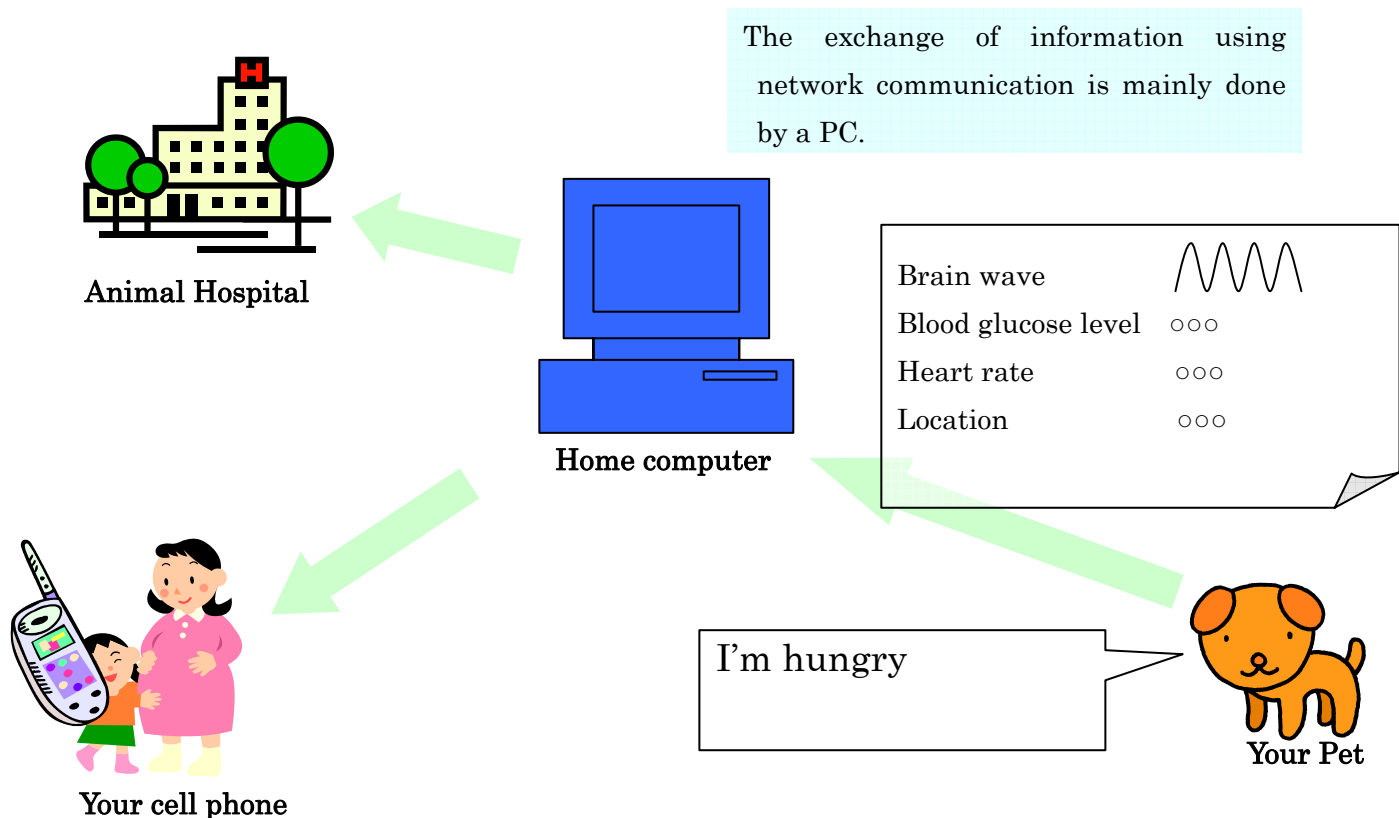 The exchange of information using
network communication is mainly done
by a PC.
H
Animal Hospital
Brain wave
Blood glucose level ○○○
Heart rate ○○○
Location ○○○
Home computer
I'm hungry
Your Pet
Your cell phone